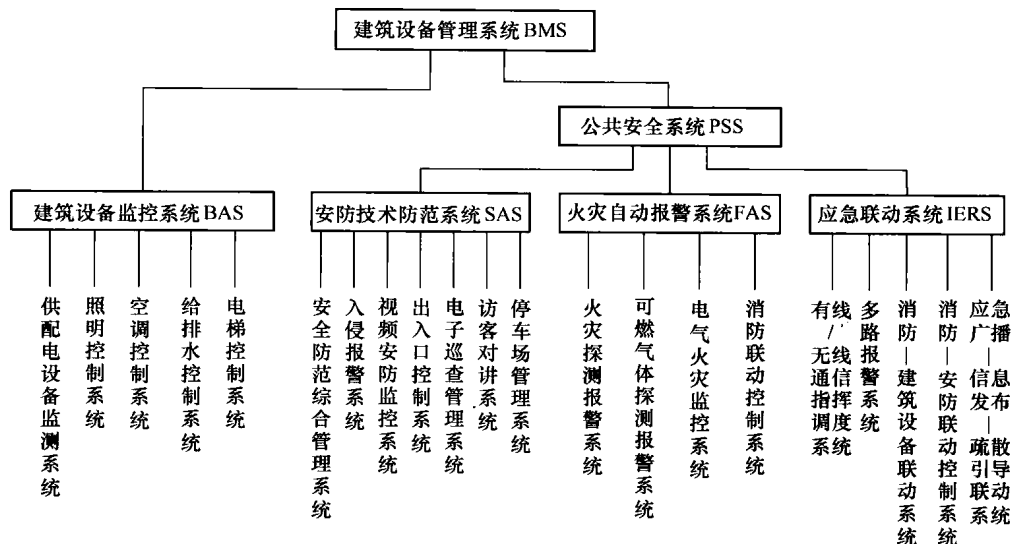 建筑设备管理系统BMS
公共安全系统PSS
建筑设备监控系统BAS
安防技术防范系统SAS
火灾自动报警系统FAS
应急联动系统IERS
供配电设备监测系统
照明控制系统
空调控制系统
给排水控制系统
电梯控制系统
安全防范综合管理系统
入侵报警系统
视频安防监控系统
出入口控制系统
电子巡查管理系统
访客对讲系统
停车场管理系统
火灾探测报警系统
可燃气体探测报警系统
电气火灾监控系统
消防联动控制系统
有线/无线通信指挥调度系统
多路报警系统
消防—建筑设备联动系统
消防—安防联动控制系统
应急广播—信息发布—疏散引导联动系统